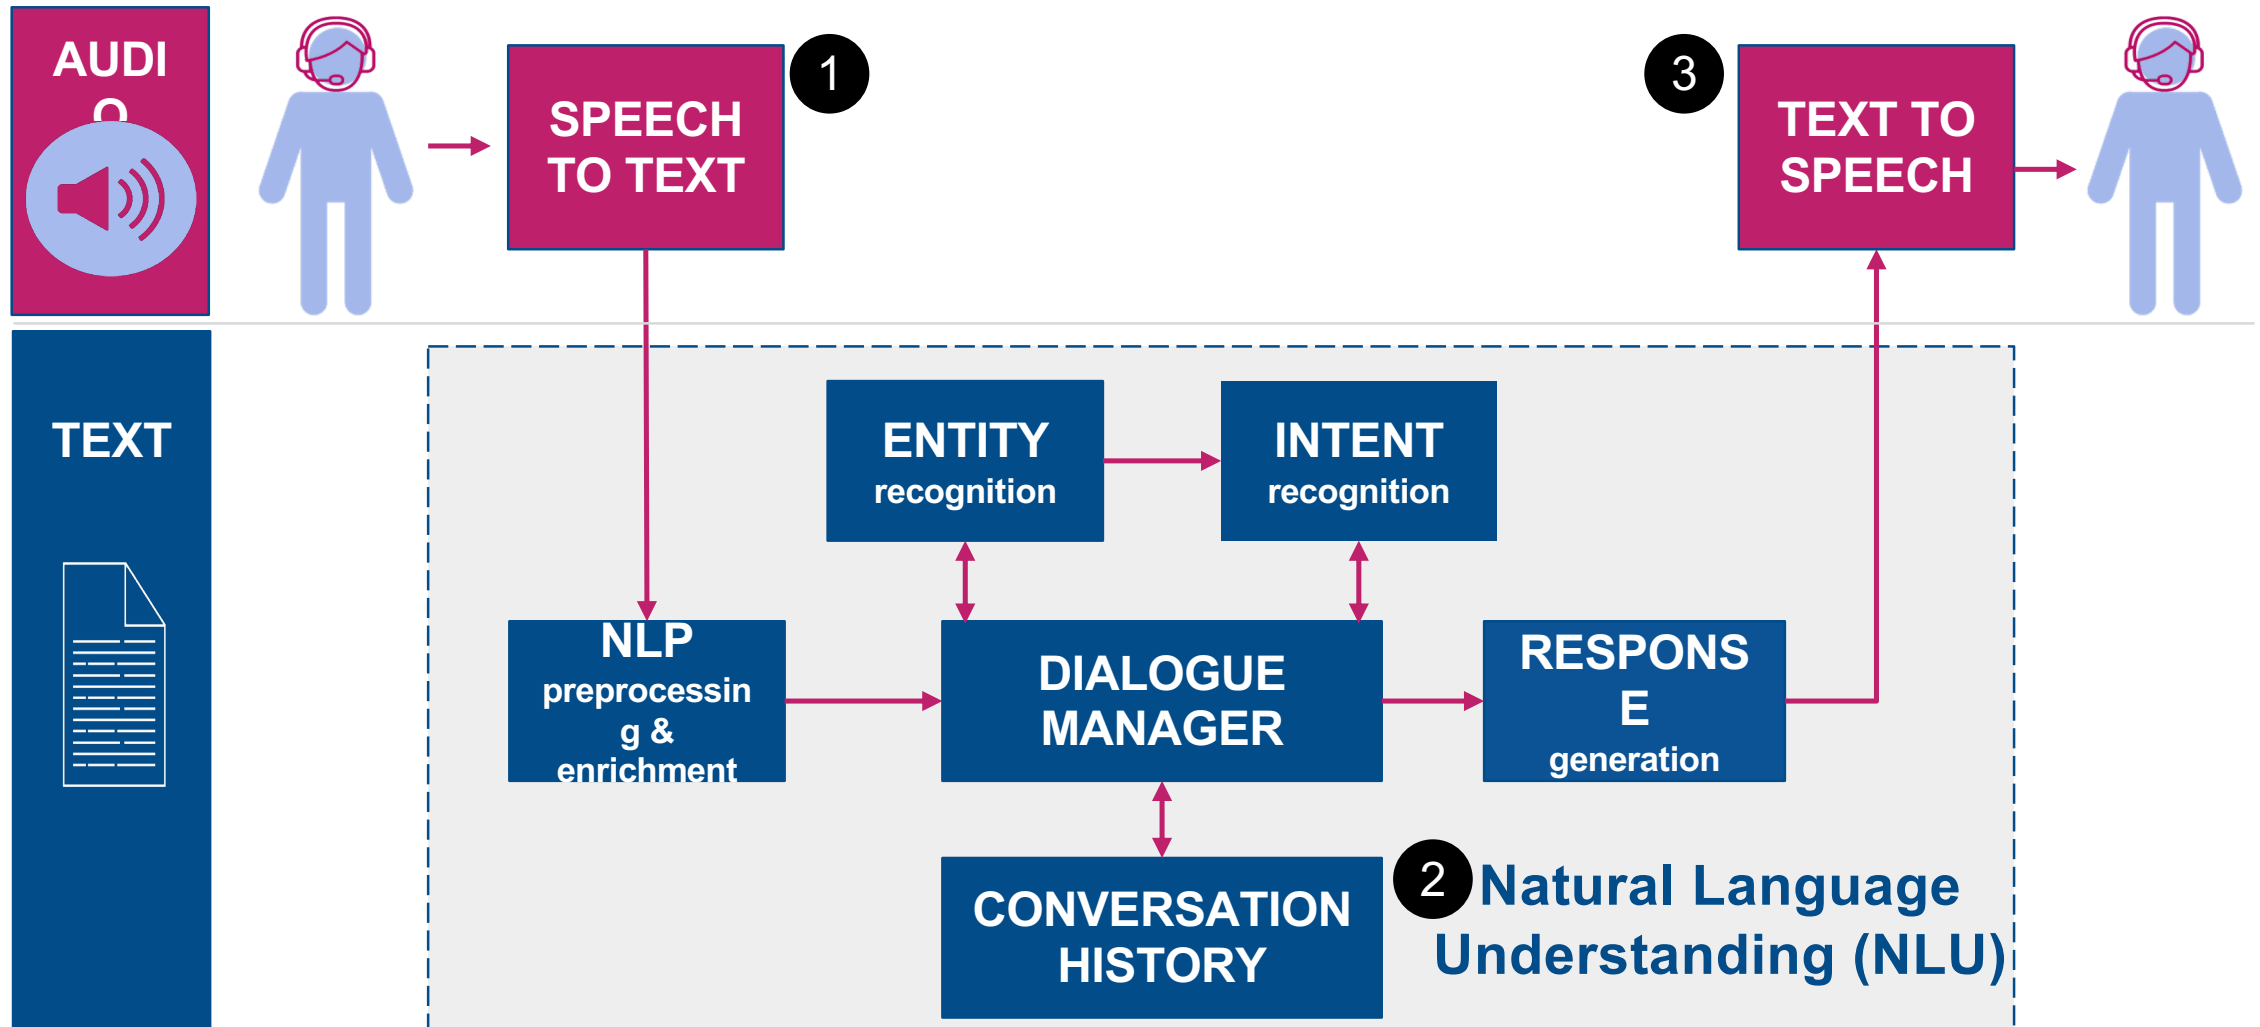 AUDI
O
SPEECH
TO TEXT
1
3
TEXT TO
SPEECH
TEXT
ENTITY
recognition
INTENT
recognition
NLP
preprocessin
g &
enrichment
DIALOGUE
MANAGER
RESPONS
E
generation
CONVERSATION
HISTORY
2
Natural Language
Understanding (NLU)